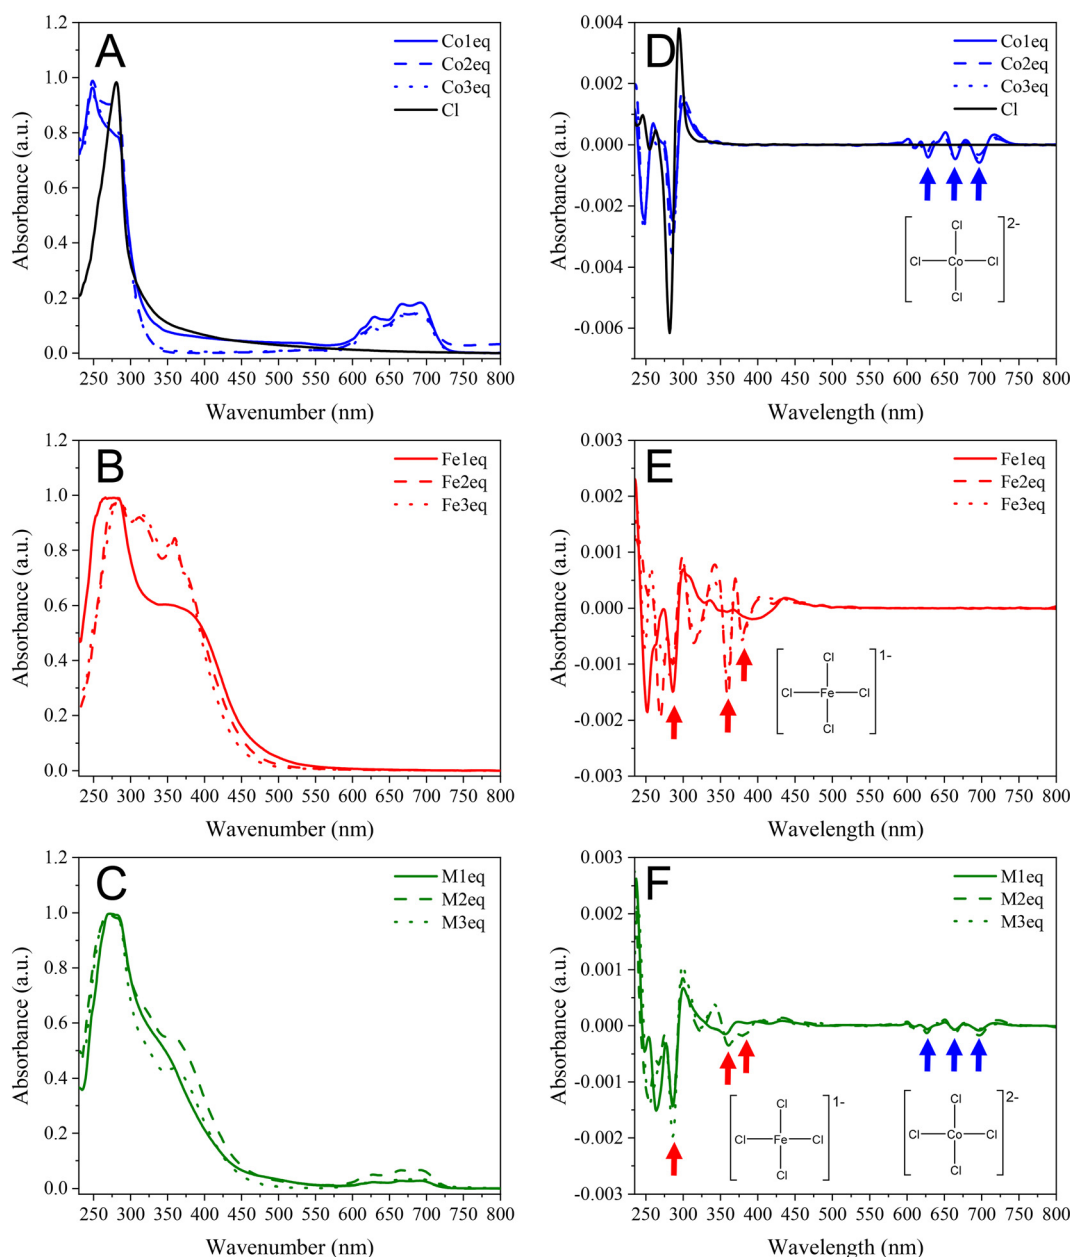 A
Co1eq
Co2eq
Co3eq
Cl
1.2
1.0
0.8
0.6
0.4
0.2
0.0
Absorbance (a.u.)
250 300 350 400 450 500 550 600 650 700 750 800
Wavenumber (nm)
D
Co1eq
Co2eq
Co3eq
Cl
0.004
0.002
0.000
-0.002
-0.004
-0.006
Absorbance (a.u.)
Cl
Cl Co Cl
Cl
2-
250 300 350 400 450 500 550 600 650 700 750 800
Wavelength (nm)
B
Fe1eq
Fe2eq
Fe3eq
1.2
1.0
0.8
0.6
0.4
0.2
0.0
Absorbance (a.u.)
250 300 350 400 450 500 550 600 650 700 750 800
Wavenumber (nm)
E
Fe1eq
Fe2eq
Fe3eq
0.003
0.002
0.001
0.000
-0.001
-0.002
-0.003
Absorbance (a.u.)
Cl
Cl Fe Cl
Cl
1-
250 300 350 400 450 500 550 600 650 700 750 800
Wavelength (nm)
C
M1eq
M2eq
M3eq
1.2
1.0
0.8
0.6
0.4
0.2
0.0
Absorbance (a.u.)
250 300 350 400 450 500 550 600 650 700 750 800
Wavenumber (nm)
F
M1eq
M2eq
M3eq
0.003
0.002
0.001
0.000
-0.001
-0.002
-0.003
Absorbance (a.u.)
Cl
Cl Fe Cl
Cl
1-
Cl
Cl Co Cl
Cl
2-
250 300 350 400 450 500 550 600 650 700 750 800
Wavelength (nm)